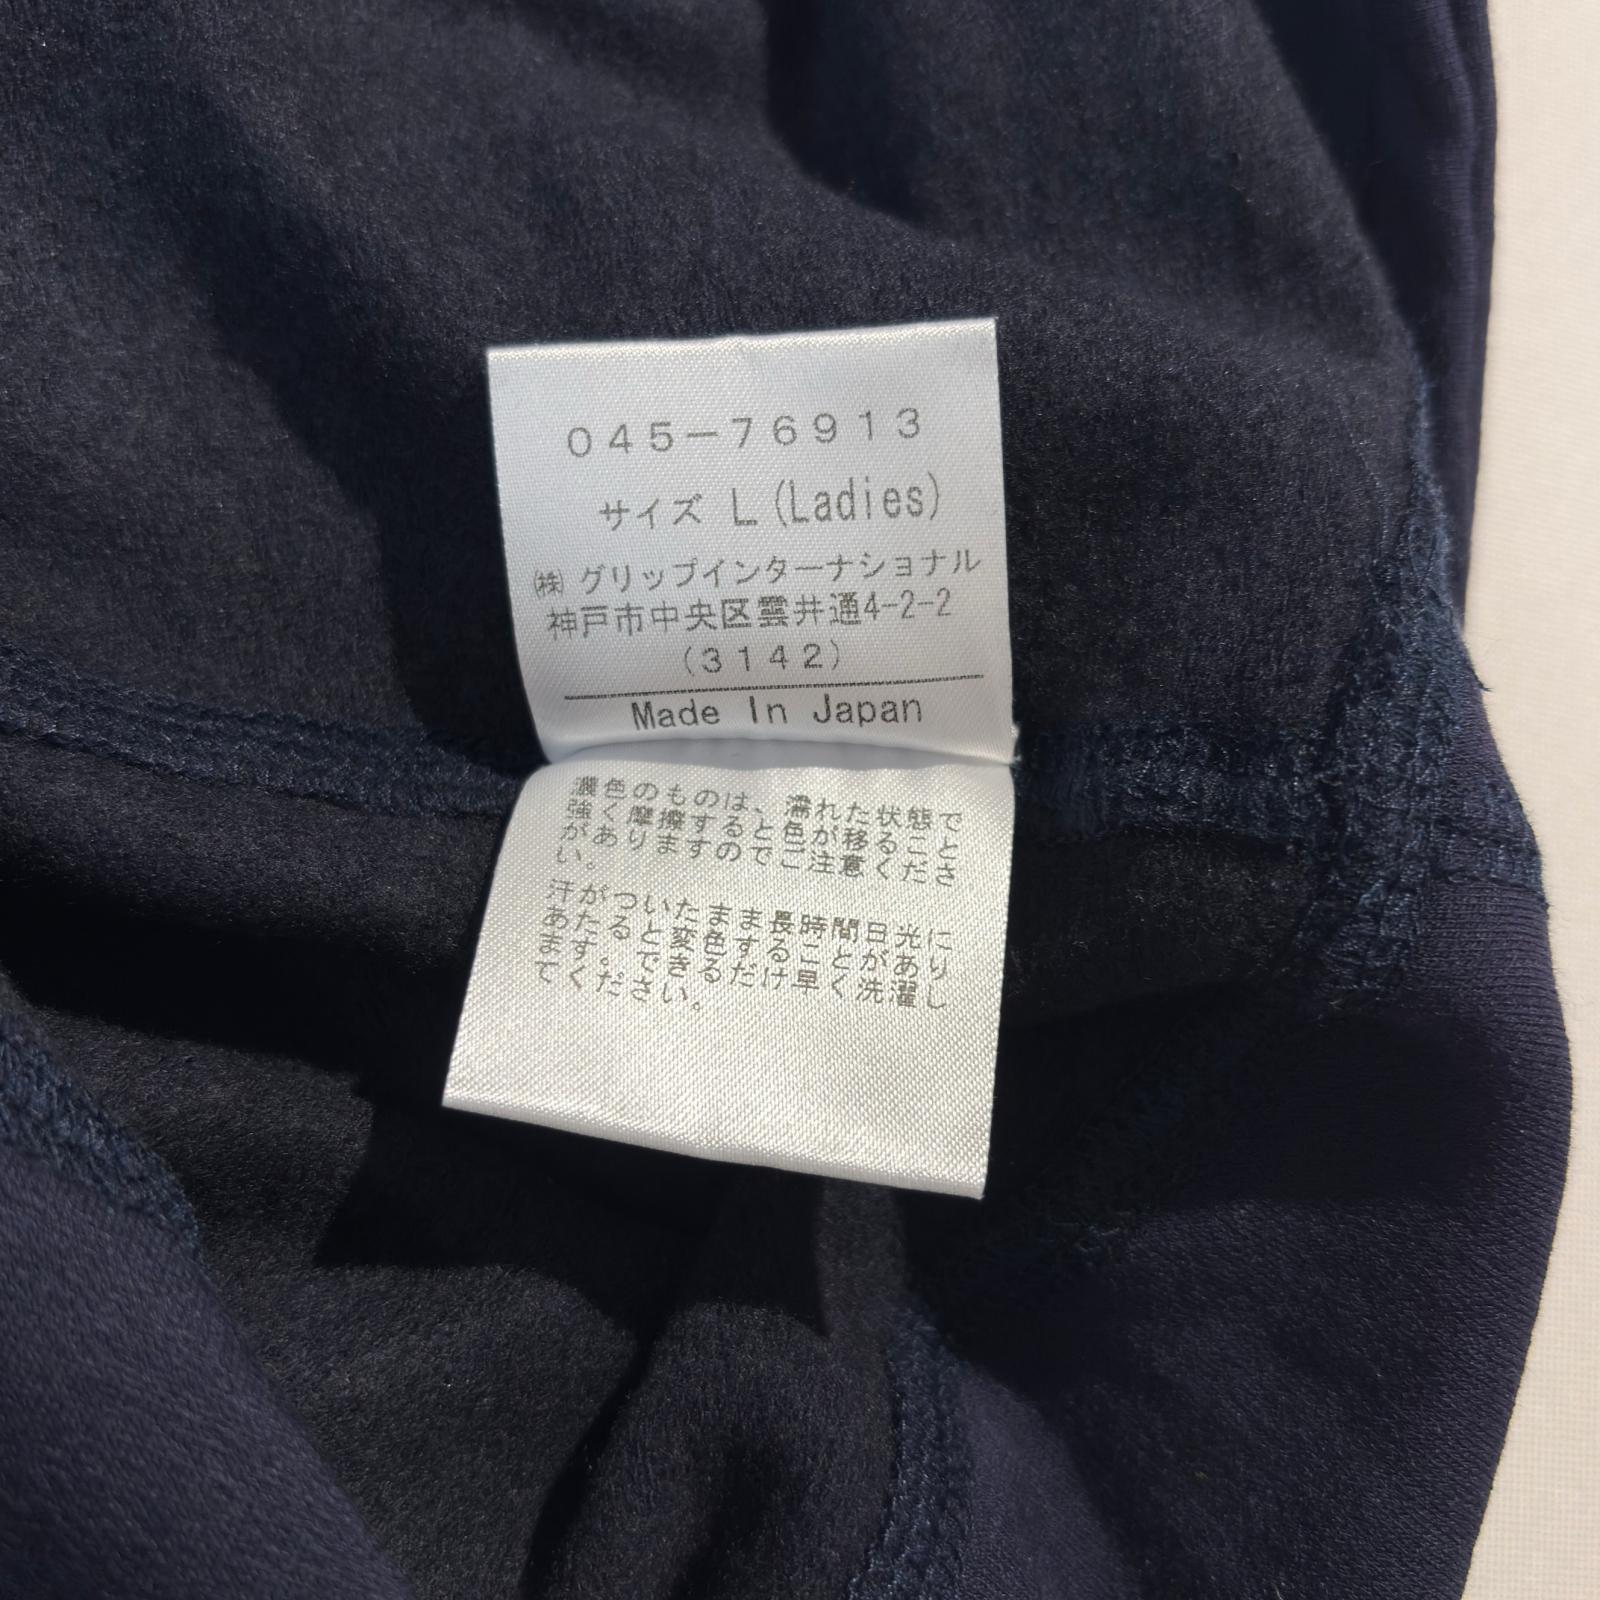 045-76913
サイズ L(Ladies)
㈱ グリップインターナショナル
神戸市中央区雲井通4-2-2
(3142)
Made In Japan
濃色のものは、濡れた状態で
強く摩擦すると色が移ること
がありますのでご注意くださ
い。
汗がついたまま長時間日光に
あたると変色することがあり
ます。できるだけ早く洗濯し
てください。